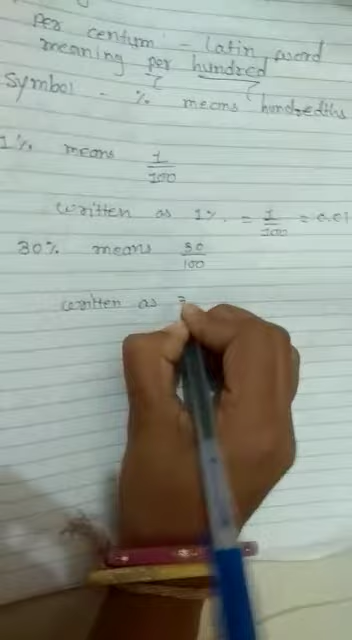 Per centum - Latin word
meaning per hundred
Symbol - % means hundredths
1% means 1/100
written as 1% = 1/100 = 0.01
30% means 30/100
written as 3